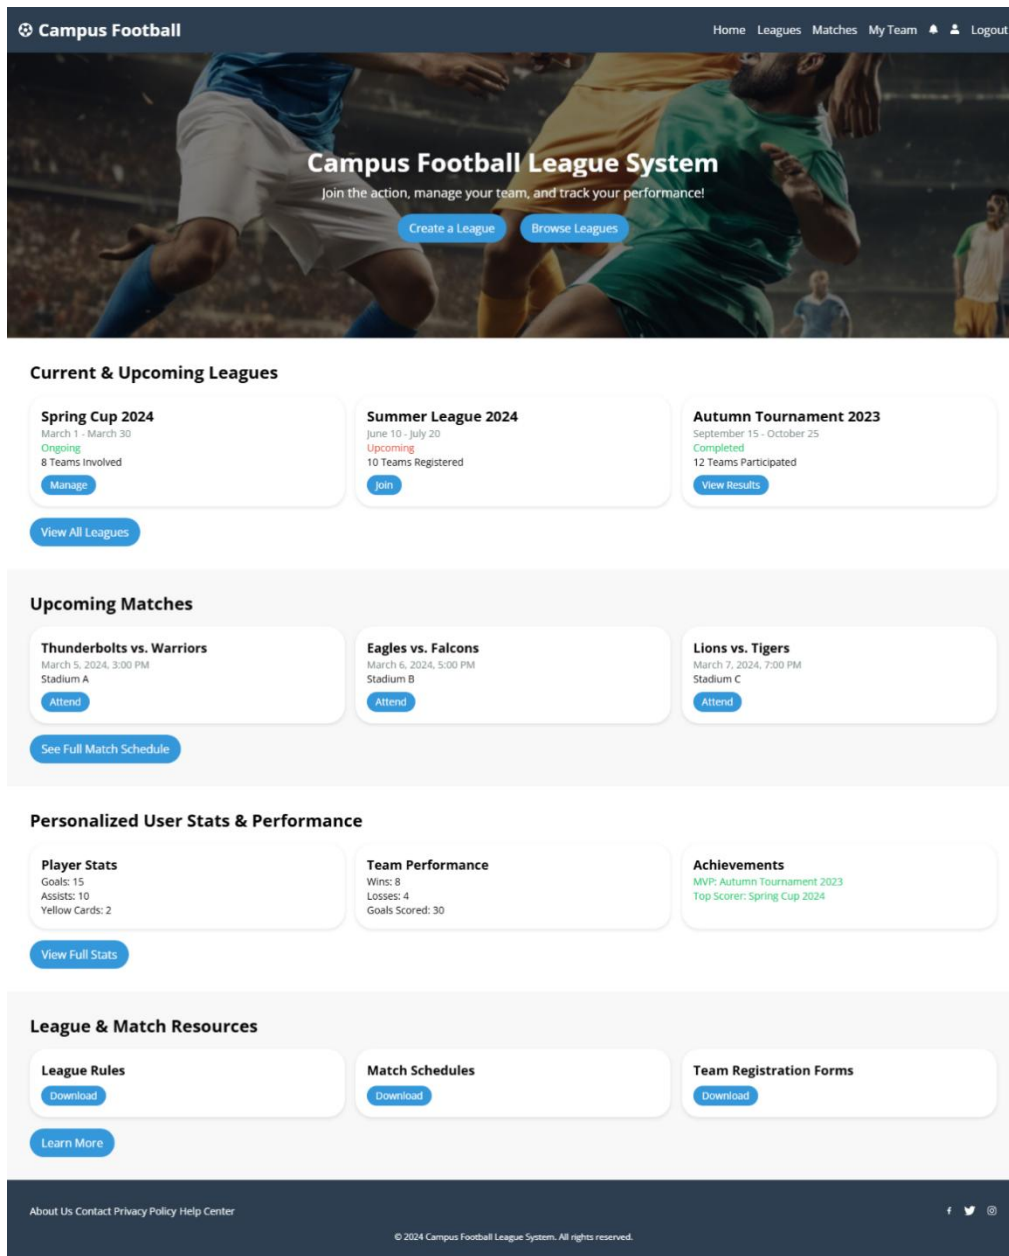 Campus Football
Home Leagues Matches My Team Logout
Campus Football League System
Join the action, manage your team, and track your performance!
Create a League Browse Leagues
Current & Upcoming Leagues
Spring Cup 2024
March 1 - March 30
Ongoing
8 Teams Involved
Manage
Summer League 2024
June 10 - July 20
Upcoming
10 Teams Registered
Join
Autumn Tournament 2023
September 15 - October 25
Completed
12 Teams Participated
View Results
View All Leagues
Upcoming Matches
Thunderbolts vs. Warriors
March 5, 2024, 3:00 PM
Stadium A
Attend
Eagles vs. Falcons
March 6, 2024, 5:00 PM
Stadium B
Attend
Lions vs. Tigers
March 7, 2024, 7:00 PM
Stadium C
Attend
See Full Match Schedule
Personalized User Stats & Performance
Player Stats
Goals: 15
Assists: 10
Yellow Cards: 2
Team Performance
Wins: 8
Losses: 4
Goals Scored: 30
Achievements
MVP: Autumn Tournament 2023
Top Scorer: Spring Cup 2024
View Full Stats
League & Match Resources
League Rules
Download
Match Schedules
Download
Team Registration Forms
Download
Learn More
About Us Contact Privacy Policy Help Center
© 2024 Campus Football League System. All rights reserved.